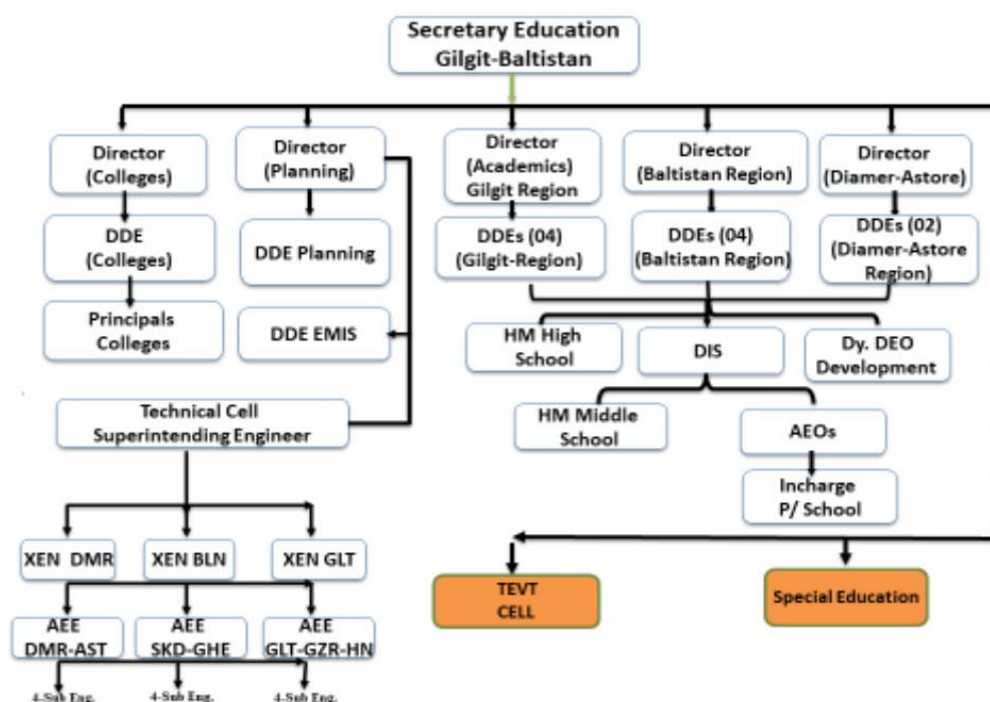 Secretary Education
Gilgit-Baltistan
Director
(Colleges)
Director
(Planning)
Director
(Academics)
Gilgit Region
Director
(Baltistan Region)
Director
(Diamer-Astore)
DDE
(Colleges)
DDE Planning
DDEs (04)
(Gilgit-Region)
DDEs (04)
(Baltistan Region)
DDEs (02)
(Diamer-Astore
Region)
Principals
Colleges
DDE EMIS
HM High
School
DIS
Dy. DEO
Development
Technical Cell
Superintending Engineer
HM Middle
School
AEOs
Incharge
P/ School
XEN DMR
XEN BLN
XEN GLT
TEVT
CELL
Special Education
AEE
DMR-AST
AEE
SKD-GHE
AEE
GLT-GZR-HN
4-Sub Eng.
4-Sub Eng.
4-Sub Eng.